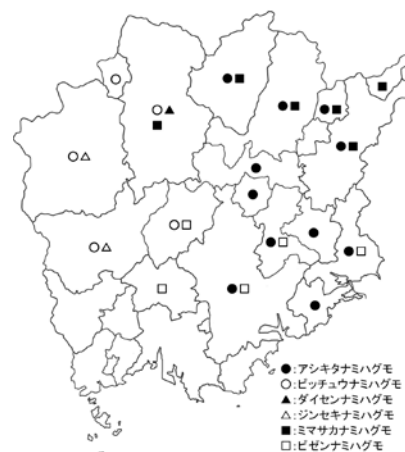 ●:アシキタナミハグモ
○:ビッチュウナミハグモ
▲:ダイセンナミハグモ
△:ジンセキナミハグモ
■:ミマサカナミハグモ
□:ビゼンナミハグモ